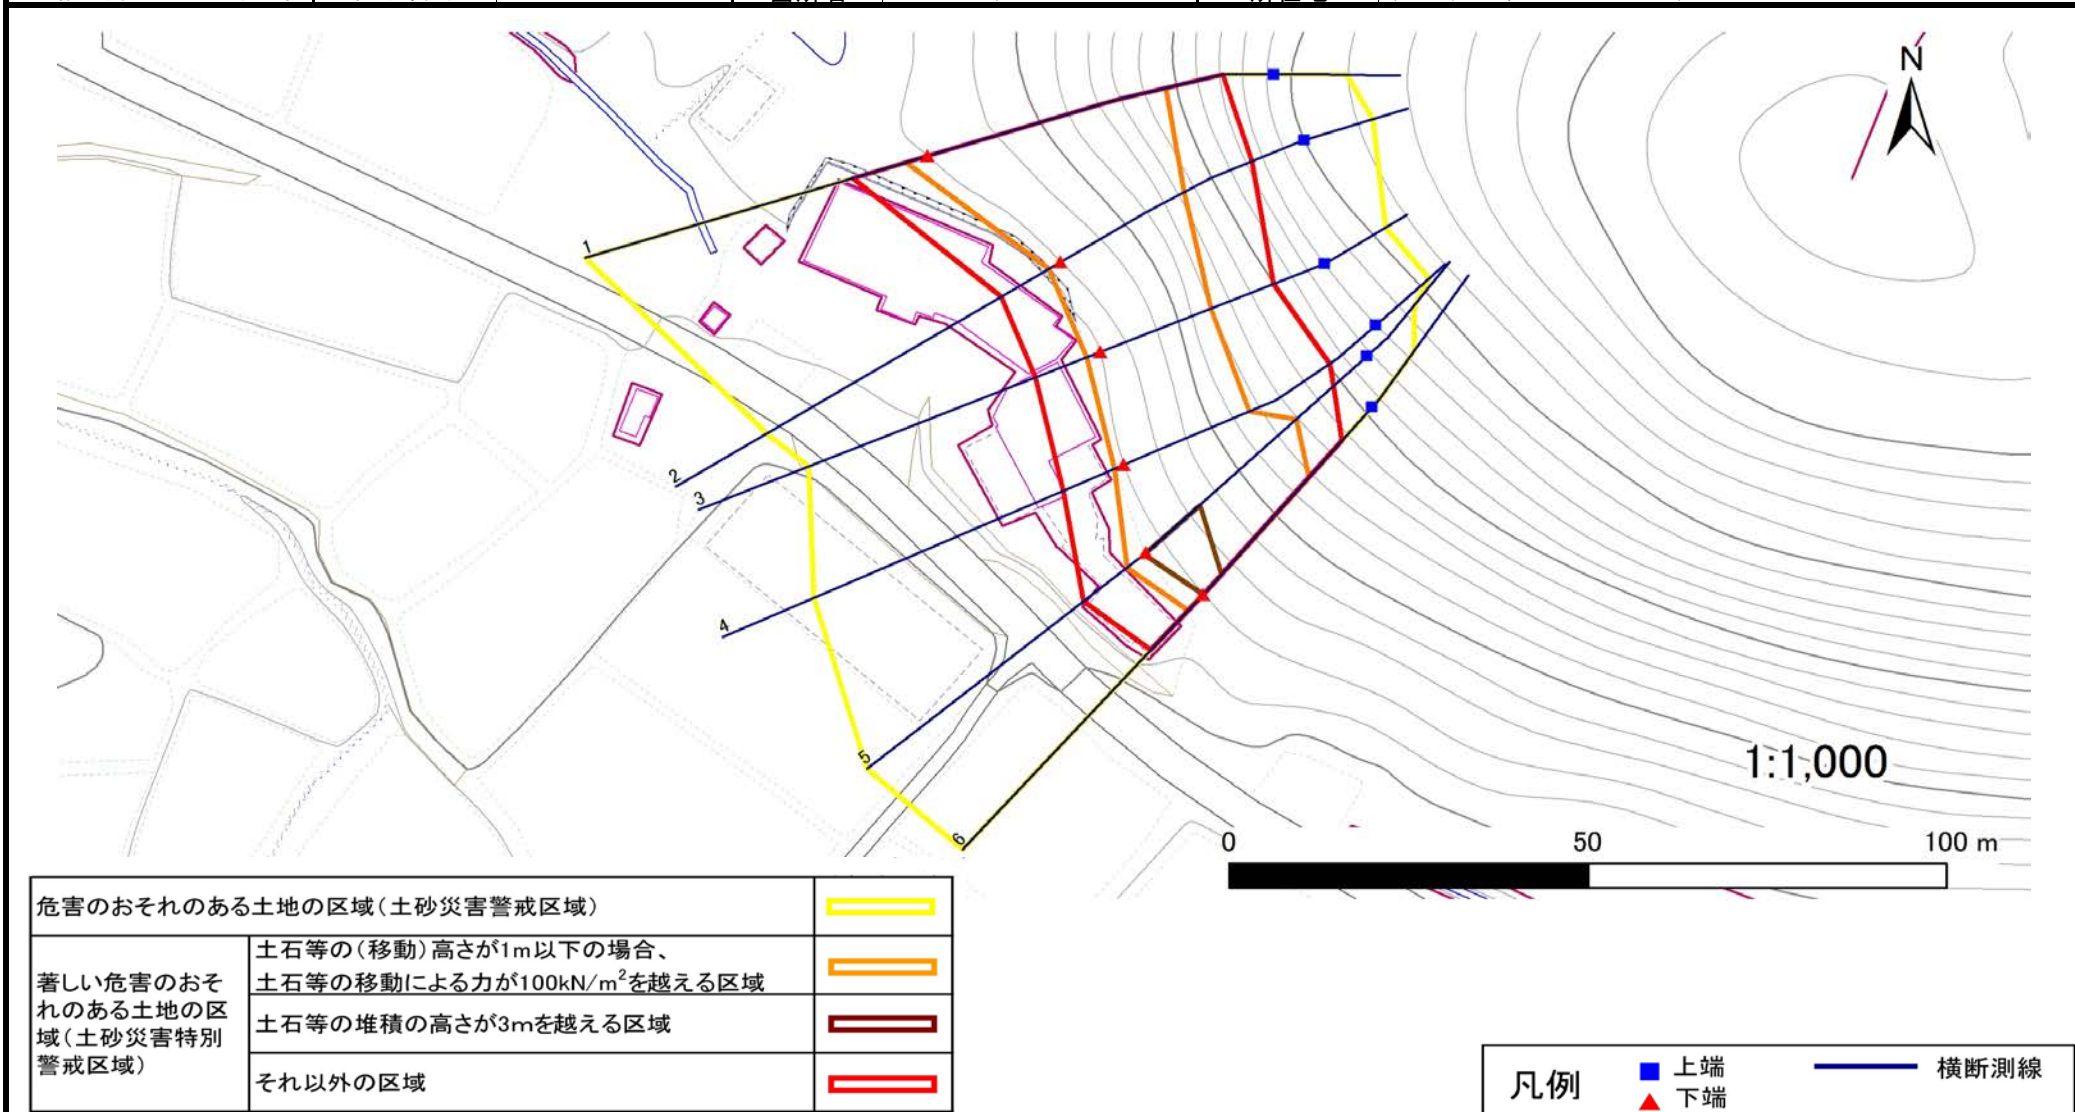 N
1
2
3
4
5
6
1:1,000
0 50 100 m
危害のおそれのある土地の区域(土砂災害警戒区域)
著しい危害のおそ
れのある土地の区
域(土砂災害特別
警戒区域)
土石等の(移動)高さが1m以下の場合、
土石等の移動による力が100kN/m²を越える区域
土石等の堆積の高さが3mを越える区域
それ以外の区域
凡例
上端
下端
横断測線